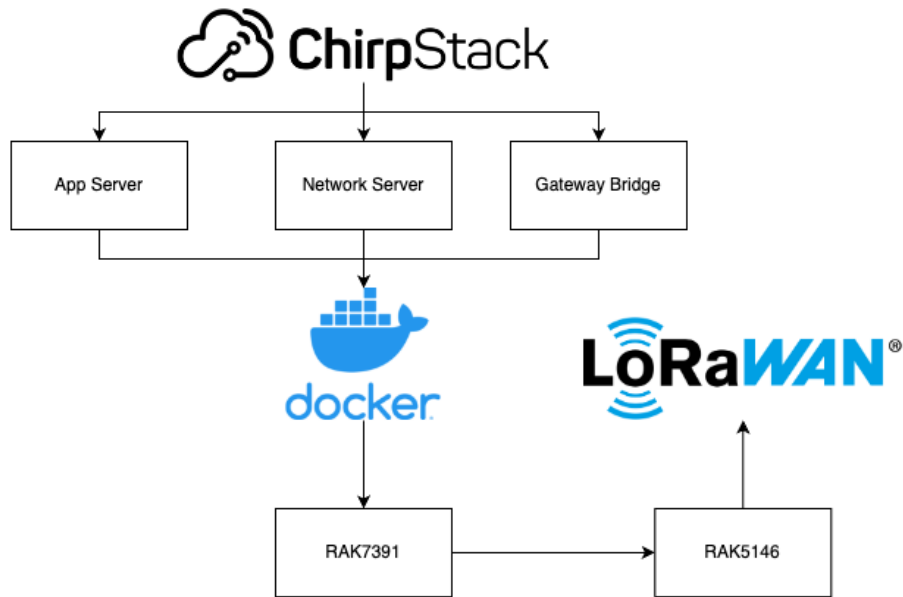 ChirpStack
App Server
Network Server
Gateway Bridge
docker
LoRaWAN®
RAK7391
RAK5146